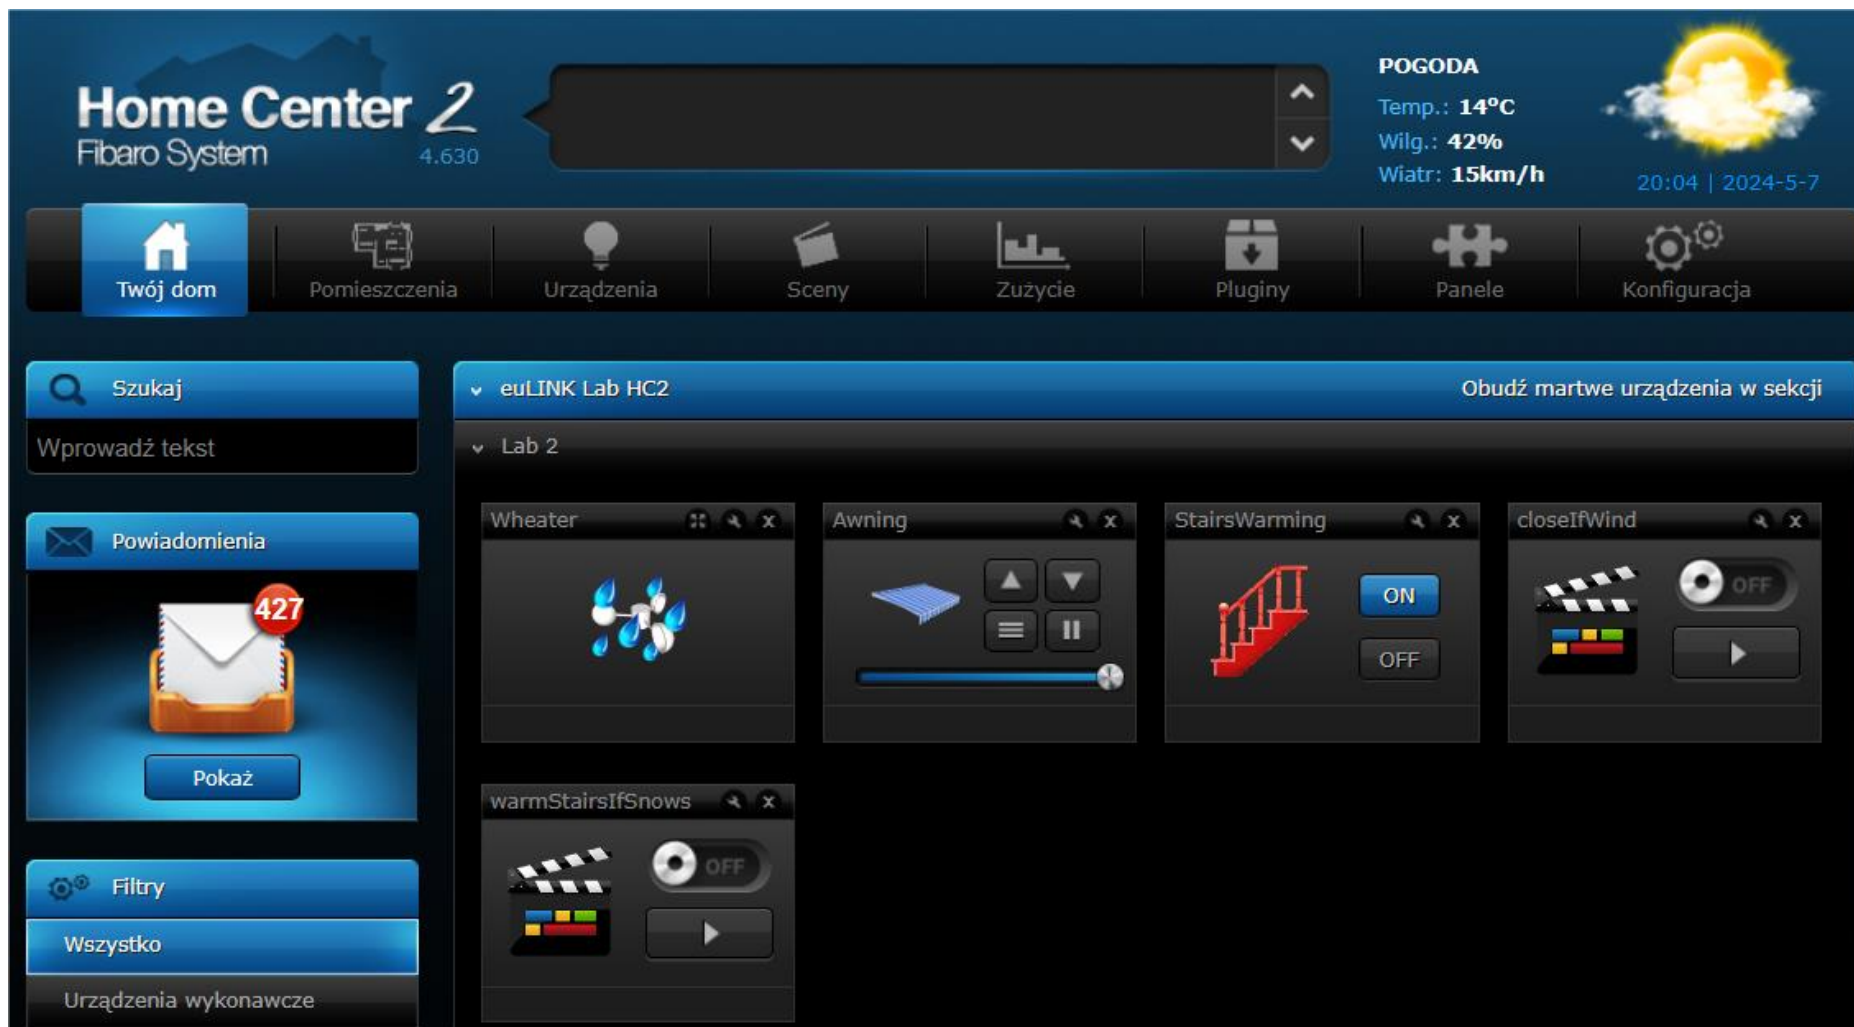 Home Center 2
Fibaro System
4.630
POGODA
Temp.: 14°C
Wilg.: 42%
Wiatr: 15km/h
20:04 | 2024-5-7
Twój dom
Pomieszczenia
Urządzenia
Sceny
Zużycie
Pluginy
Panele
Konfiguracja
Szukaj
Wprowadź tekst
Powiadomienia
427
Pokaż
Filtry
Wszystko
Urządzenia wykonawcze
euLINK Lab HC2
Obudź martwe urządzenia w sekcji
Lab 2
Wheater
Awning
StairsWarming
ON
OFF
closeIfWind
OFF
warmStairsIfSnows
OFF